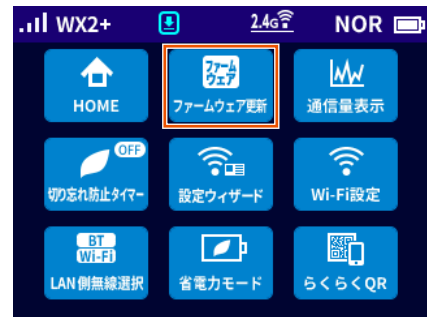 WX2+ 2.4G NOR
ファームウェア
HOME ファームウェア更新 通信量表示
OFF
切り忘れ防止タイマー 設定ウィザード Wi-Fi設定
BT
Wi-Fi
LAN側無線選択 省電力モード らくらくQR